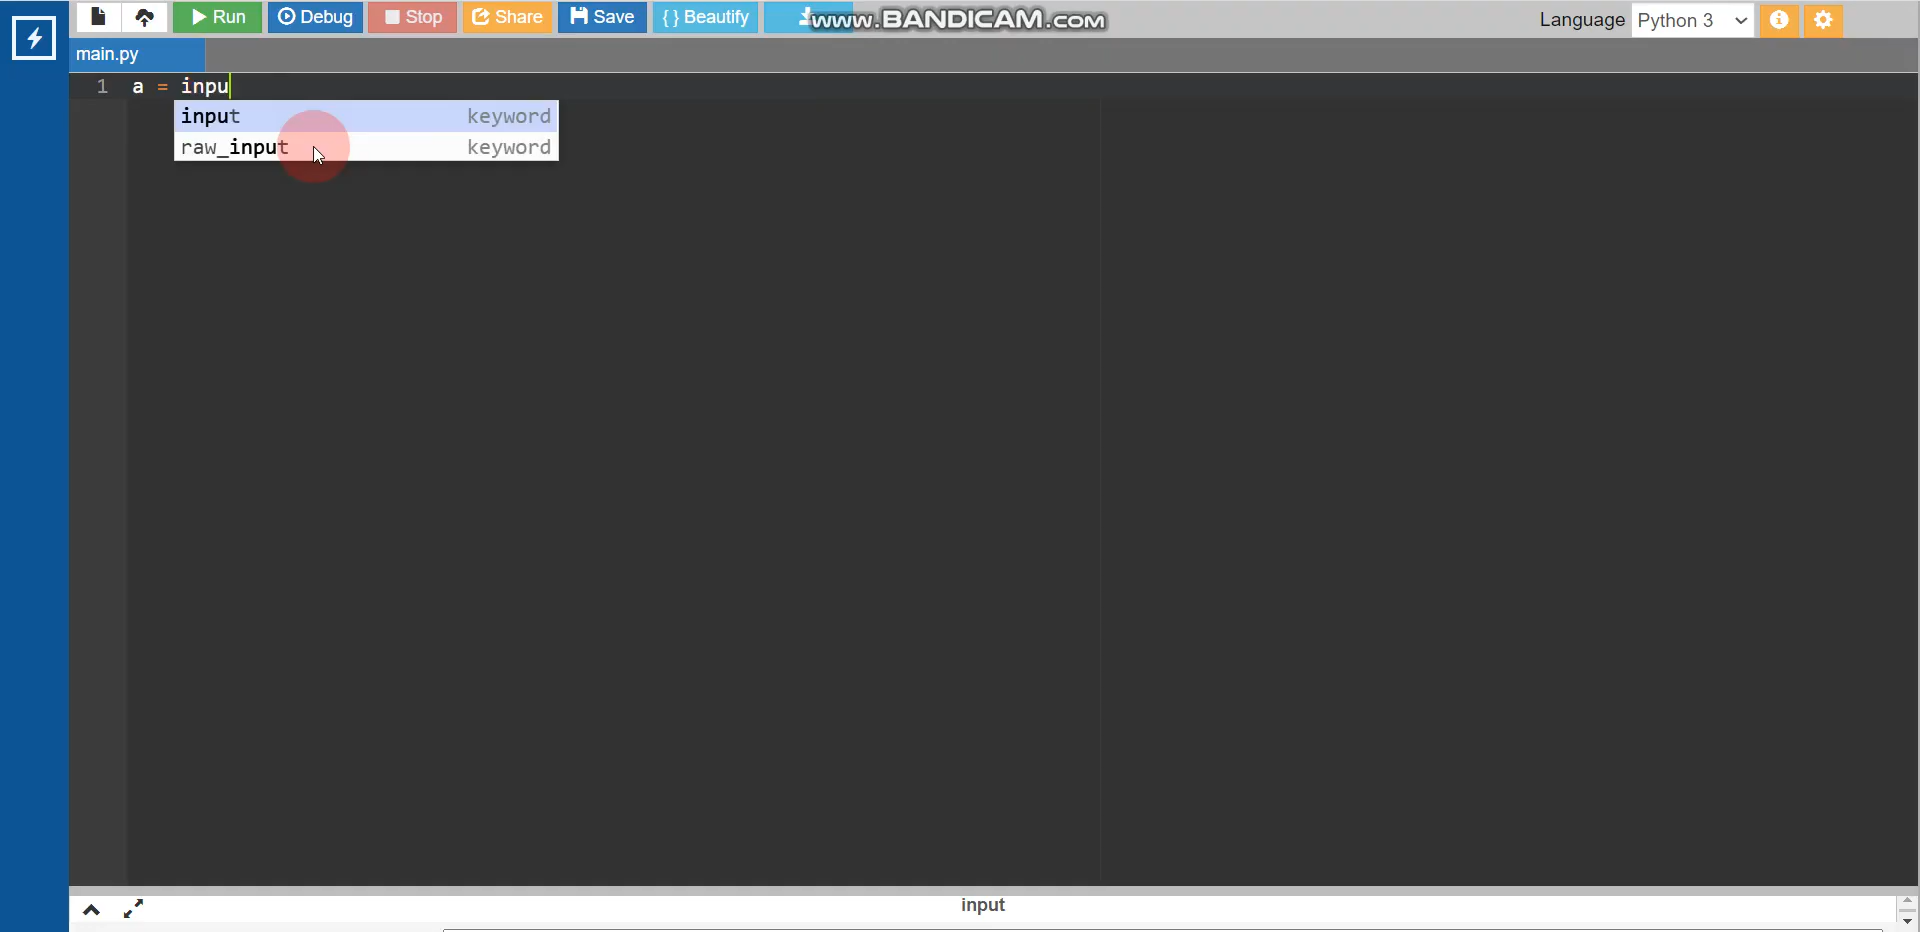 Run Debug Stop Share Save { } Beautify www.BANDICAM.com Language Python 3
main.py
1 a = inpu
input keyword
raw_input keyword
input